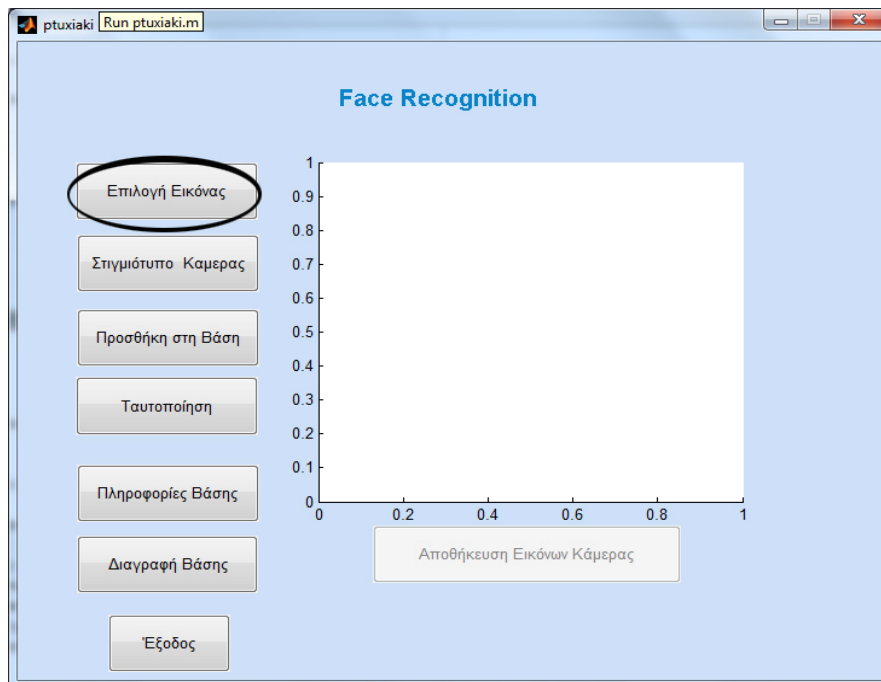 ptuxiaki
Run ptuxiaki.m
Face Recognition
Επιλογή Εικόνας
Στιγμιότυπο Καμερας
Προσθήκη στη Βάση
Ταυτοποίηση
Πληροφορίες Βάσης
Διαγραφή Βάσης
Έξοδος
1
0.9
0.8
0.7
0.6
0.5
0.4
0.3
0.2
0.1
0
0 0.2 0.4 0.6 0.8 1
Αποθήκευση Εικόνων Κάμερας